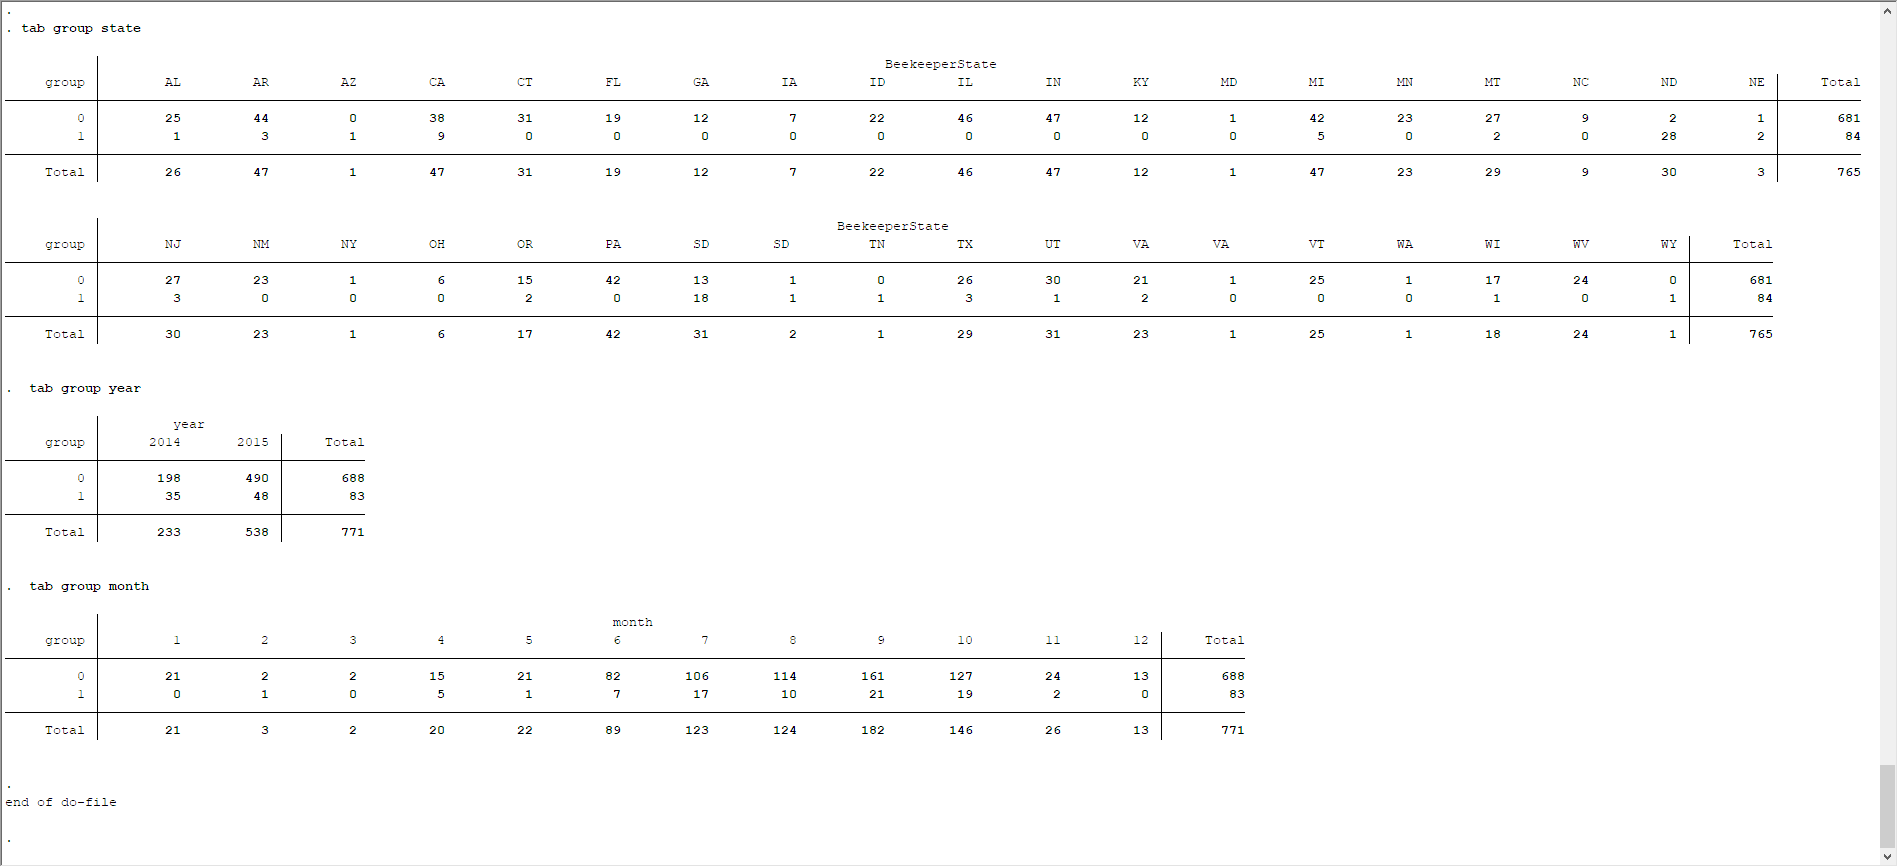 .
. tab group state
BeekeeperState
group AL AR AZ CA CT FL GA IA ID IL IN KY MD MI MN MT NC ND NE Total
0 25 44 0 38 31 19 12 7 22 46 47 12 1 42 23 27 9 2 1 681
1 1 3 1 9 0 0 0 0 0 0 0 0 0 5 0 2 0 28 2 84
Total 26 47 1 47 31 19 12 7 22 46 47 12 1 47 23 29 9 30 3 765
BeekeeperState
group NJ NM NY OH OR PA SD SD TN TX UT VA VA VT WA WI WV WY Total
0 27 23 1 6 15 42 13 1 0 26 30 21 1 25 1 17 24 0 681
1 3 0 0 0 2 0 18 1 1 3 1 2 0 0 0 1 0 1 84
Total 30 23 1 6 17 42 31 2 1 29 31 23 1 25 1 18 24 1 765
. tab group year
year
group 2014 2015 Total
0 198 490 688
1 35 48 83
Total 233 538 771
. tab group month
month
group 1 2 3 4 5 6 7 8 9 10 11 12 Total
0 21 2 2 15 21 82 106 114 161 127 24 13 688
1 0 1 0 5 1 7 17 10 21 19 2 0 83
Total 21 3 2 20 22 89 123 124 182 146 26 13 771
.
end of do-file
.